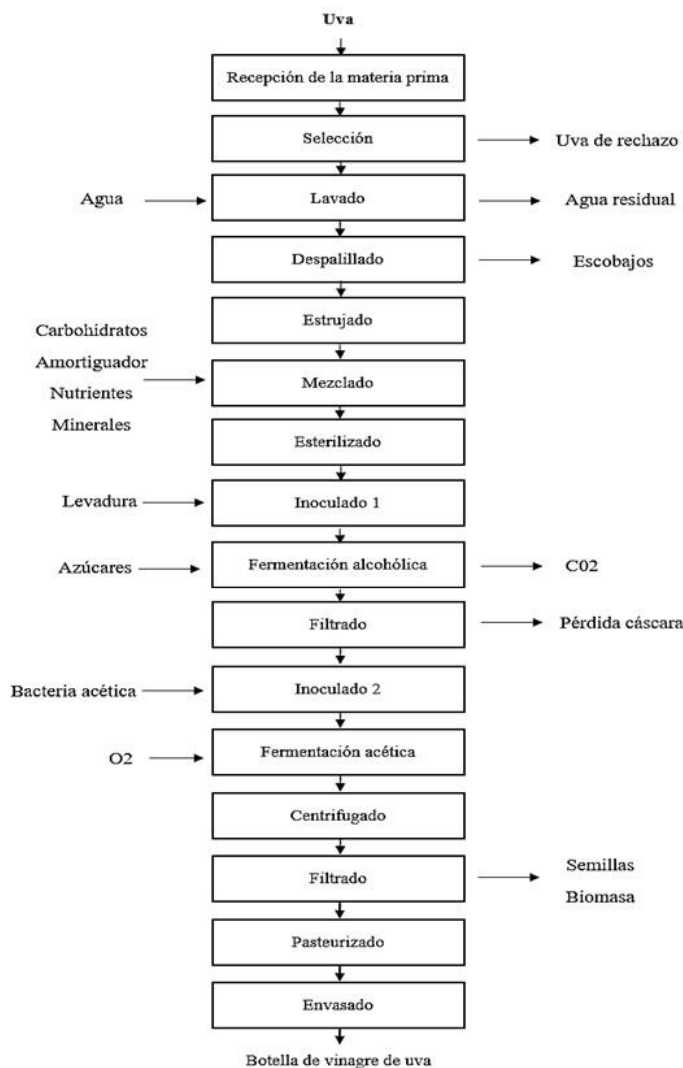 Uva
Recepción de la materia prima
Selección
Uva de rechazo
Agua
Lavado
Agua residual
Despalillado
Escobajos
Estrujado
Carbohidratos
Amortiguador
Nutrientes
Minerales
Mezclado
Esterilizado
Levadura
Inoculado 1
Azúcares
Fermentación alcohólica
C02
Filtrado
Pérdida cáscara
Bacteria acética
Inoculado 2
O2
Fermentación acética
Centrifugado
Filtrado
Semillas
Biomasa
Pasteurizado
Envasado
Botella de vinagre de uva